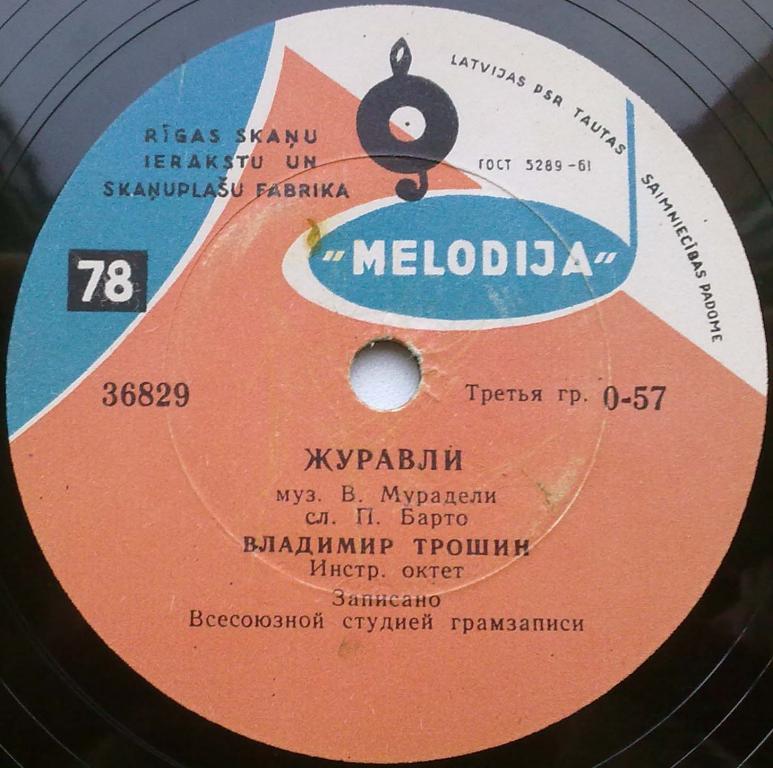 RĪGAS SKAŅU
IERAKSTU UN
SKAŅUPLAŠU FABRIKA
LATVIJAS PSR TAUTAS SAIMNIECĪBAS PADOME
ГОСТ 5289-61
"MELODIJA"
78
36829
Третья гр. 0-57
ЖУРАВЛИ
муз. В. Мурадели
сл. П. Барто
ВЛАДИМИР ТРОШИН
Инстр. октет
Записано
Всесоюзной студией грамзаписи